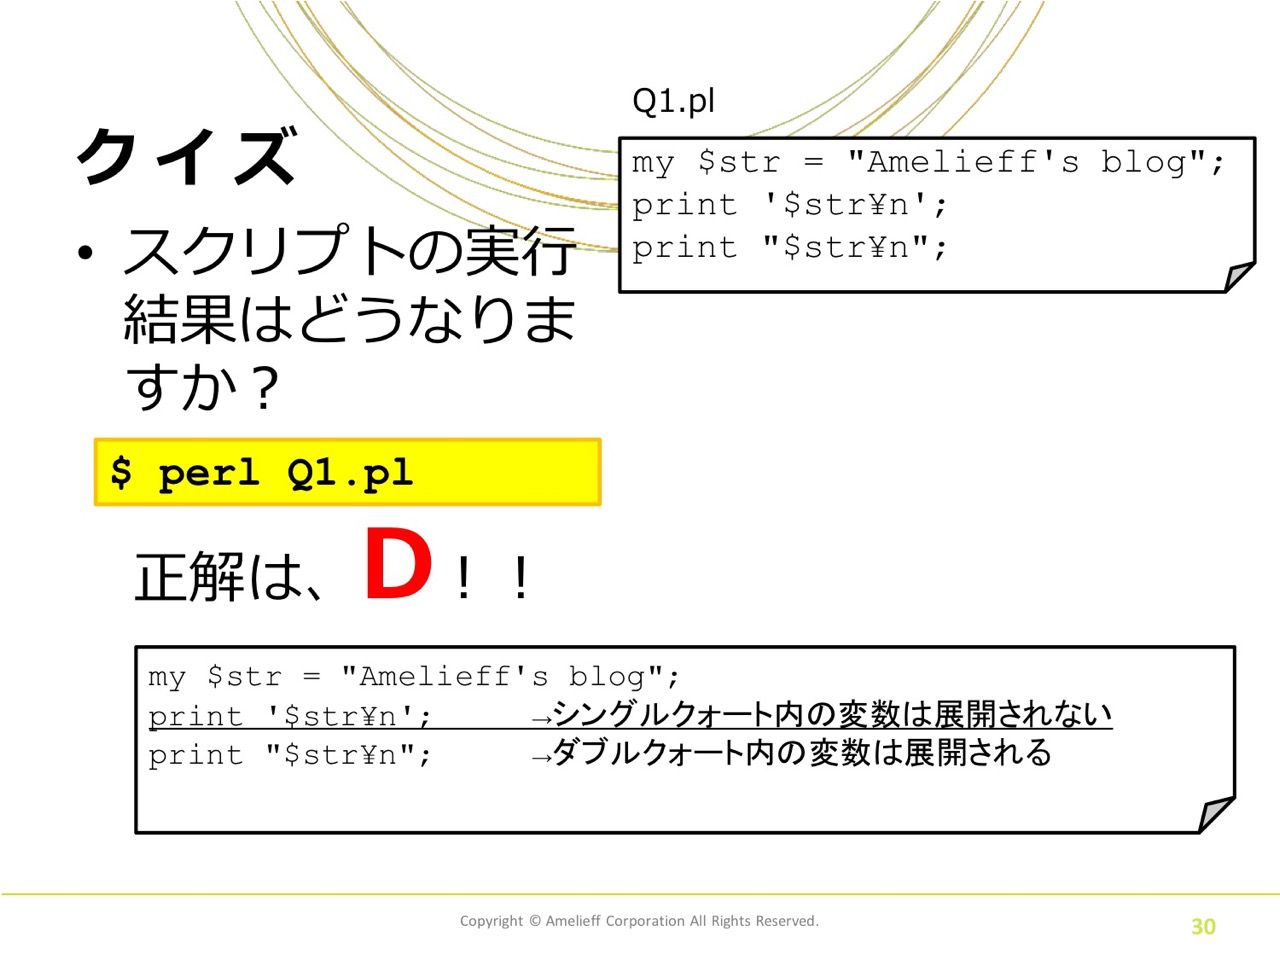 Q1.pl
クイズ
my $str = "Amelieff's blog";
print '$str¥n';
print "$str¥n";
• スクリプトの実行
結果はどうなりま
すか？
$ perl Q1.pl
正解は、D！！
my $str = "Amelieff's blog";
print '$str¥n'; →シングルクォート内の変数は展開されない
print "$str¥n"; →ダブルクォート内の変数は展開される
Copyright © Amelieff Corporation All Rights Reserved.
30